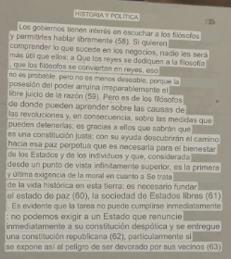 HISTORIA Y POLÍTICA
Los gobiernos tienen interés en escuchar a los filósofos
y permitirles hablar libremente (58). Si quieren
comprender lo que sucede en los negocios, nadie les será
más útil que ellos: a Que los reyes se dediquen a la filosofía
, que los filósofos se conviertan en reyes, eso
no es probable, pero no es menos deseable, porque la
posesión del poder arruina irreparablemente el
libre juicio de la razón (59). Pero es de los filósofos
de donde pueden aprender sobre las causas de
las revoluciones y, en consecuencia, sobre las medidas que
pueden detenerlas; es gracias a ellos que sabrán que
es una constitución justa; con su ayuda descubrirán el camino
hacia esa paz perpetua que es necesaria para el bienestar
de los Estados y de los individuos y que, considerada
desde un punto de vista infinitamente superior, es la primera
y última exigencia de la moral en cuanto a Se trata
de la vida histórica en esta tierra: es necesario fundar
el estado de paz (60), la sociedad de Estados libres (61)
. Es evidente que la tarea no puede cumplirse inmediatamente
: no podemos exigir a un Estado que renuncie
inmediatamente a su constitución despótica y se entregue
una constitución republicana (62), particularmente si
se expone así al peligro de ser devorado por sus vecinos (63)